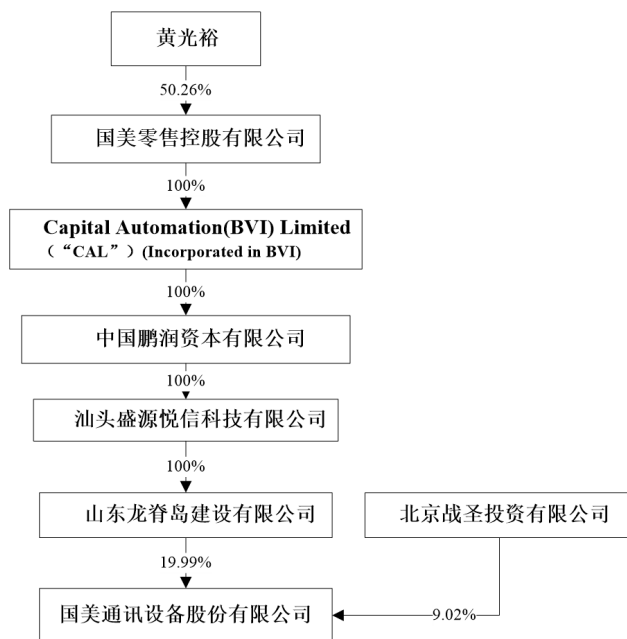 黄光裕
50.26%
国美零售控股有限公司
100%
Capital Automation(BVI) Limited
（“CAL”）(Incorporated in BVI)
100%
中国鹏润资本有限公司
100%
汕头盛源悦信科技有限公司
100%
山东龙脊岛建设有限公司
北京战圣投资有限公司
19.99%
国美通讯设备股份有限公司
9.02%